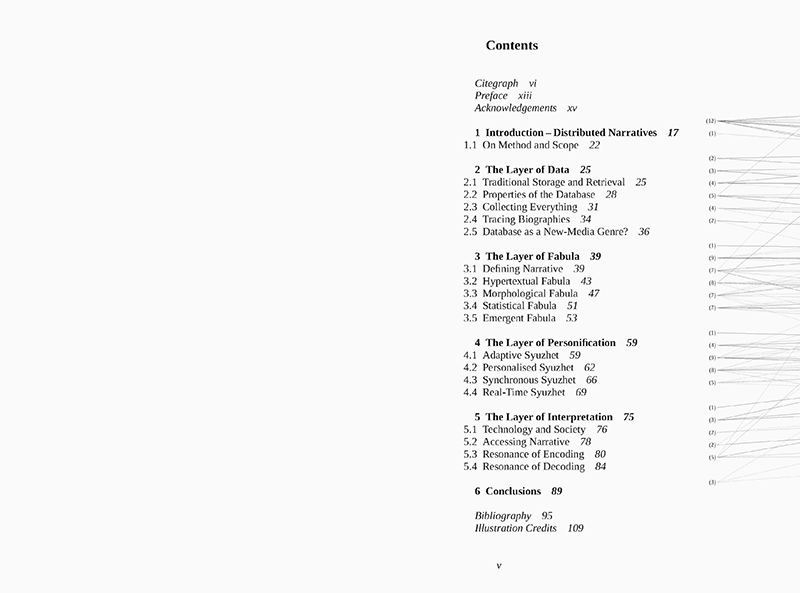 Contents
Citegraph vi
Preface xiii
Acknowledgements xv
1 Introduction – Distributed Narratives 17
1.1 On Method and Scope 22
2 The Layer of Data 25
2.1 Traditional Storage and Retrieval 25
2.2 Properties of the Database 28
2.3 Collecting Everything 31
2.4 Tracing Biographies 34
2.5 Database as a New-Media Genre? 36
3 The Layer of Fabula 39
3.1 Defining Narrative 39
3.2 Hypertextual Fabula 43
3.3 Morphological Fabula 47
3.4 Statistical Fabula 51
3.5 Emergent Fabula 53
4 The Layer of Personification 59
4.1 Adaptive Syuzhet 59
4.2 Personalised Syuzhet 62
4.3 Synchronous Syuzhet 66
4.4 Real-Time Syuzhet 69
5 The Layer of Interpretation 75
5.1 Technology and Society 76
5.2 Accessing Narrative 78
5.3 Resonance of Encoding 80
5.4 Resonance of Decoding 84
6 Conclusions 89
Bibliography 95
Illustration Credits 109
v
(12)
(1)
(2)
(3)
(4)
(5)
(4)
(2)
(1)
(9)
(7)
(8)
(7)
(7)
(1)
(4)
(9)
(8)
(5)
(1)
(3)
(2)
(2)
(5)
(3)